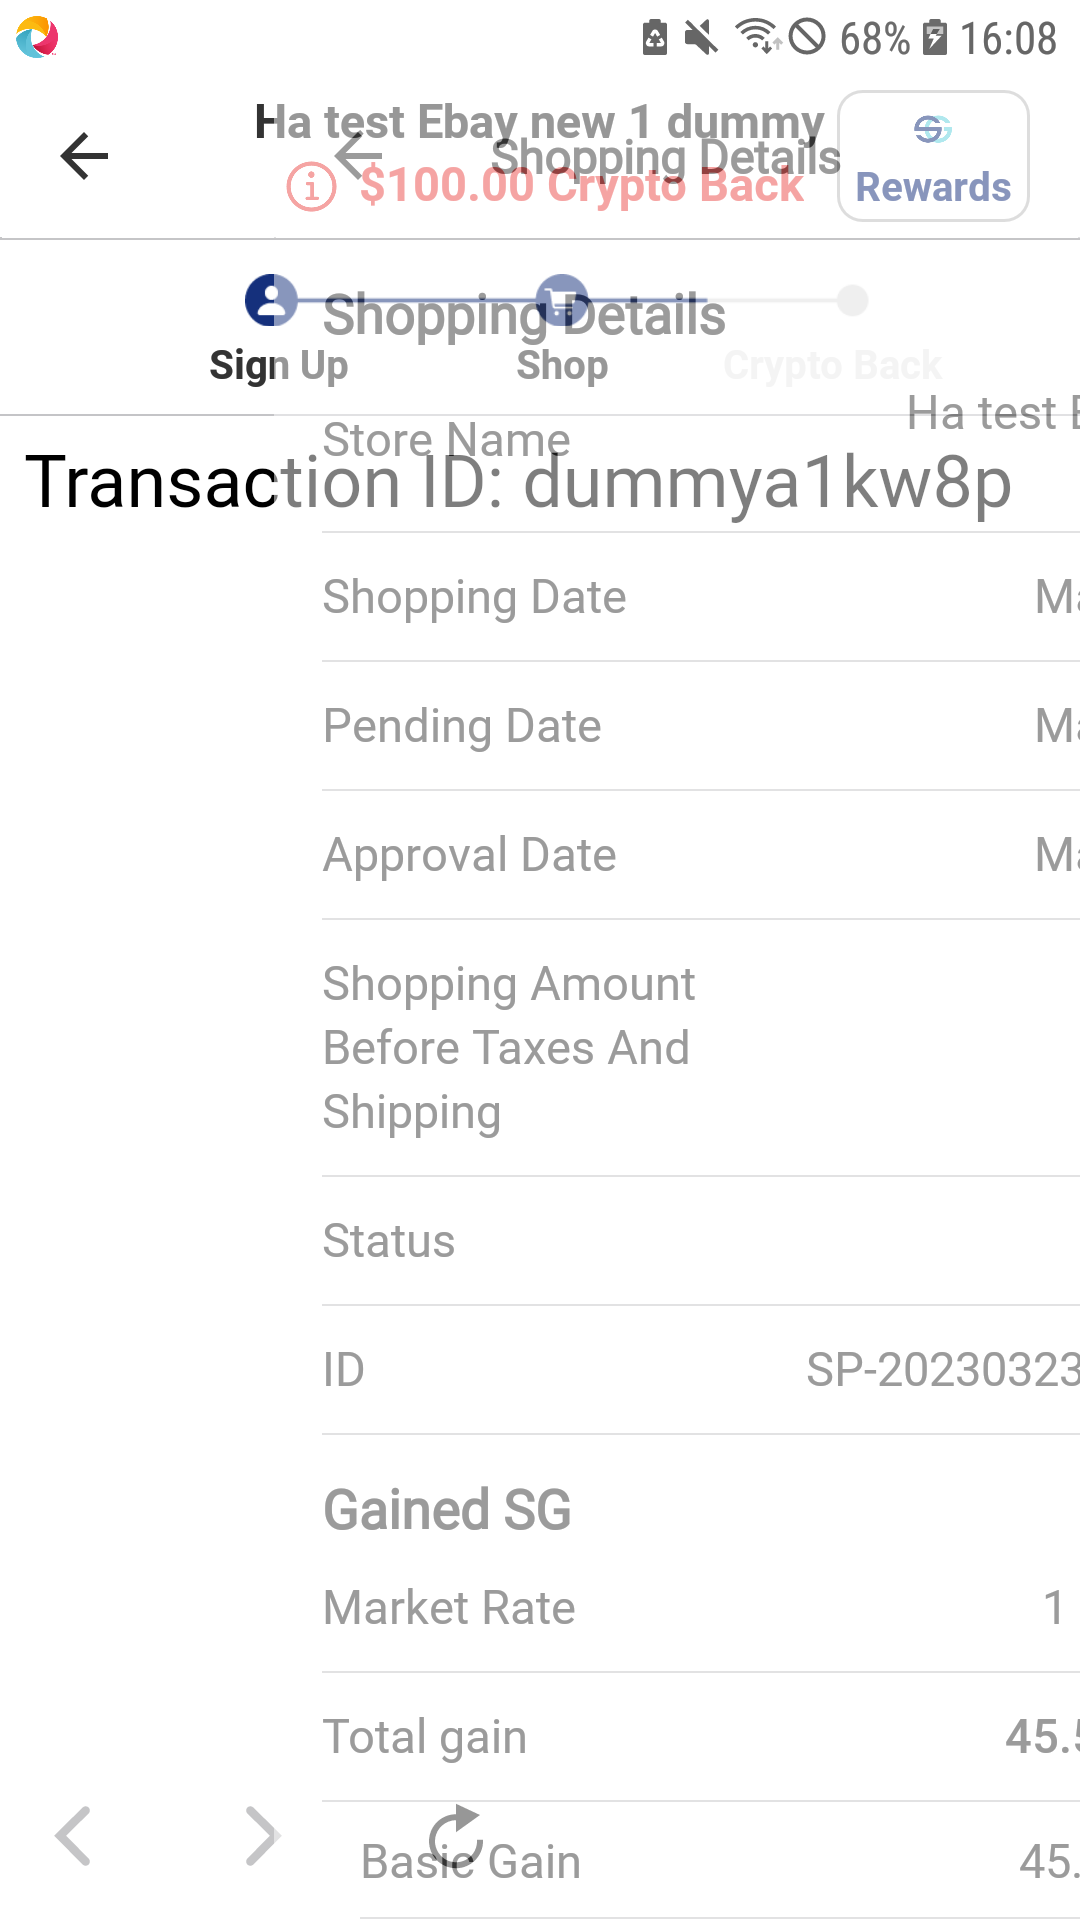 68% 16:08
Ha test Ebay new 1 dummy
Shopping Details
$100.00 Crypto Back
Rewards
Shopping Details
Sign Up
Shop
Crypto Back
Store Name
Ha test
Transaction ID: dummya1kw8p
Shopping Date
Pending Date
Approval Date
Shopping Amount
Before Taxes And
Shipping
Status
ID SP-20230323
Gained SG
Market Rate 1
Total gain 45.5
Basic Gain 45.